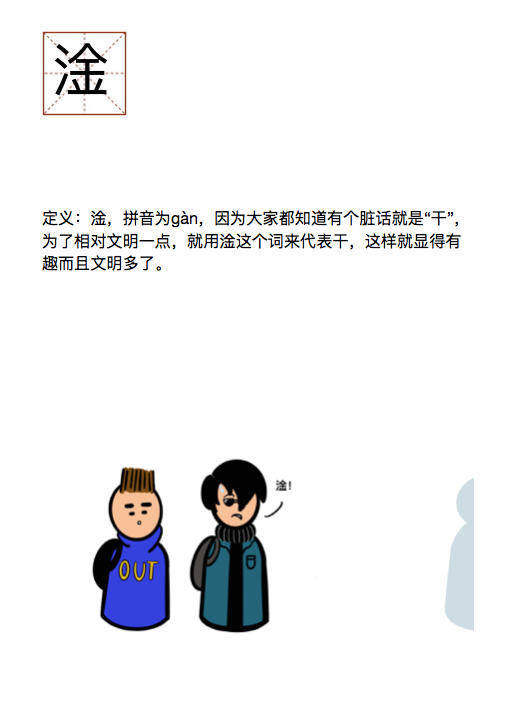 淦
定义：淦，拼音为gàn，因为大家都知道有个脏话就是“干”，
为了相对文明一点，就用淦这个词来代表干，这样就显得有
趣而且文明多了。
淦！
OUT